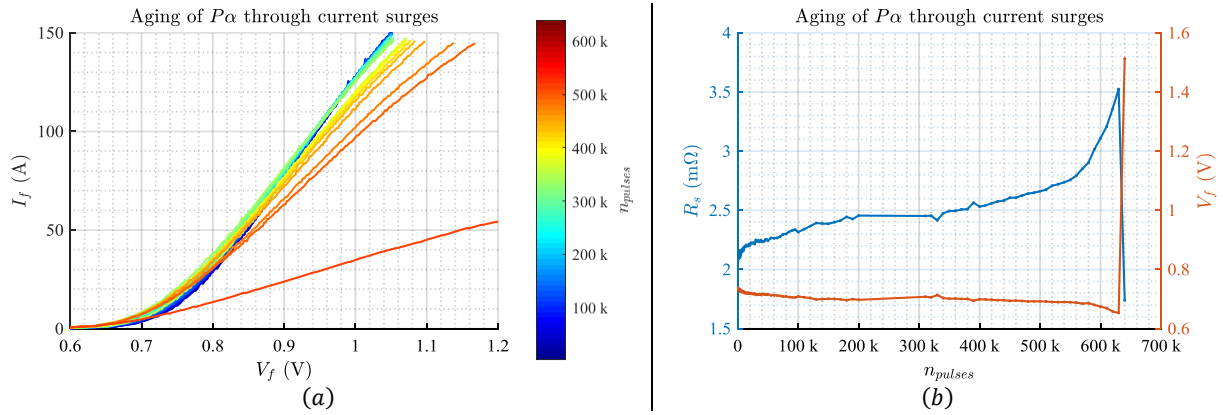 Aging of Pα through current surges
150
100
50
0
I_f (A)
0.6 0.7 0.8 0.9 1 1.1 1.2
V_f (V)
600 k
500 k
400 k
300 k
200 k
100 k
n_pulses
(a)
Aging of Pα through current surges
4
3.5
3
2.5
2
1.5
R_s (mΩ)
1.6
1.4
1.2
1
0.8
0.6
V_f (V)
0 100 k 200 k 300 k 400 k 500 k 600 k 700 k
n_pulses
(b)